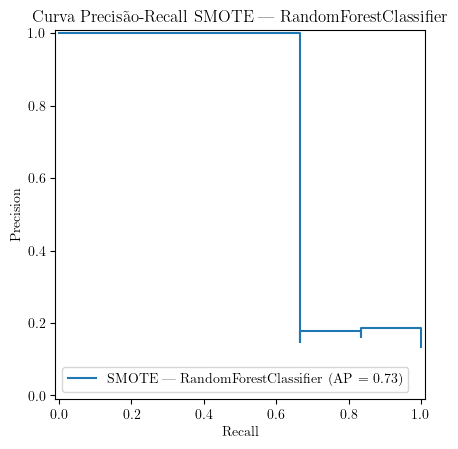 Curva Precisão-Recall SMOTE — RandomForestClassifier
1.0
0.8
0.6
0.4
0.2
0.0
Precision
SMOTE — RandomForestClassifier (AP = 0.73)
0.0 0.2 0.4 0.6 0.8 1.0
Recall